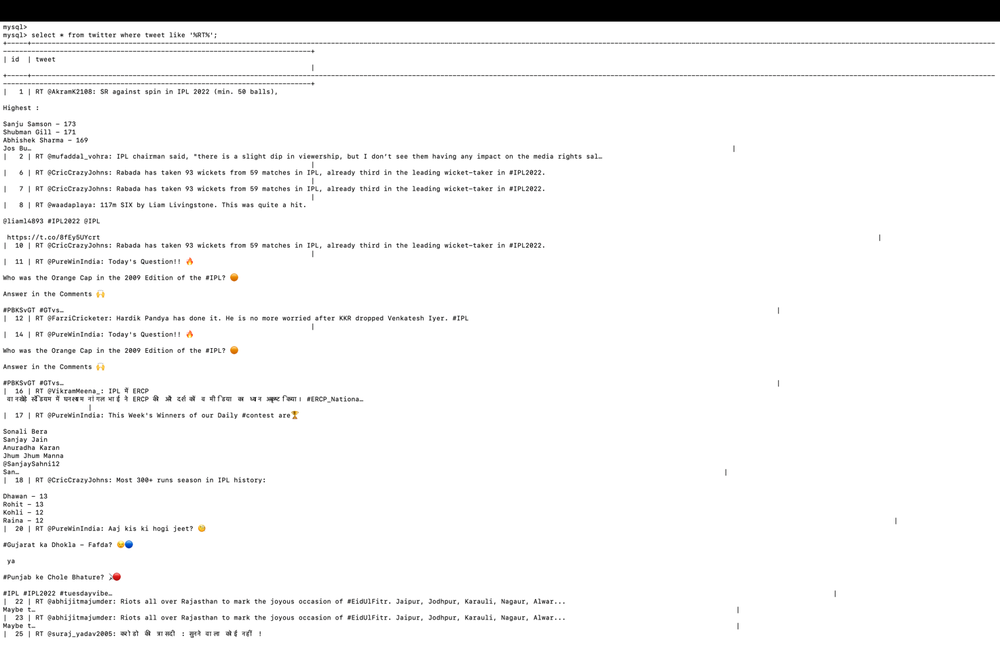 mysql>
mysql> select * from twitter where tweet like '%RT%';
| id | tweet
|
| 1 | RT @AkramK2108: SR against spin in IPL 2022 (min. 50 balls),
Highest :
Sanju Samson – 173
Shubman Gill – 171
Abhishek Sharma – 169
Jos Bu… |
| 2 | RT @mufaddal_vohra: IPL chairman said, "there is a slight dip in viewership, but I don’t see them having any impact on the media rights sal…
|
| 6 | RT @CricCrazyJohns: Rabada has taken 93 wickets from 59 matches in IPL, already third in the leading wicket-taker in #IPL2022.
|
| 7 | RT @CricCrazyJohns: Rabada has taken 93 wickets from 59 matches in IPL, already third in the leading wicket-taker in #IPL2022.
|
| 8 | RT @waadaplaya: 117m SIX by Liam Livingstone. This was quite a hit.
@liaml4893 #IPL2022 @IPL
https://t.co/8fEy5UYcrt |
| 10 | RT @CricCrazyJohns: Rabada has taken 93 wickets from 59 matches in IPL, already third in the leading wicket-taker in #IPL2022.
|
| 11 | RT @PureWinIndia: Today's Question!! 🔥
Who was the Orange Cap in the 2009 Edition of the #IPL? 🟠
Answer in the Comments 🙌
#PBKSvGT #GTvs… |
| 12 | RT @FarziCricketer: Hardik Pandya has done it. He is no more worried after KKR dropped Venkatesh Iyer. #IPL
|
| 14 | RT @PureWinIndia: Today's Question!! 🔥
Who was the Orange Cap in the 2009 Edition of the #IPL? 🟠
Answer in the Comments 🙌
#PBKSvGT #GTvs… |
| 16 | RT @VikramMeena_: IPL में ERCP
वानखेड़े स्टेडियम में घनश्याम नांगल भाई ने ERCP की और दर्शकों व मीडिया का ध्यान आकृष्ट किया। #ERCP_Nationa…
|
| 17 | RT @PureWinIndia: This Week's Winners of our Daily #contest are🏆
Sonali Bera
Sanjay Jain
Anuradha Karan
Jhum Jhum Manna
@SanjaySahni12
San… |
| 18 | RT @CricCrazyJohns: Most 300+ runs season in IPL history:
Dhawan – 13
Rohit – 13
Kohli – 12
Raina – 12 |
| 20 | RT @PureWinIndia: Aaj kis ki hogi jeet? 🧐
#Gujarat ka Dhokla – Fafda? 😉🔵
ya
#Punjab ke Chole Bhature? 🗡🔴
#IPL #IPL2022 #tuesdayvibe… |
| 22 | RT @abhijitmajumder: Riots all over Rajasthan to mark the joyous occasion of #EidUlFitr. Jaipur, Jodhpur, Karauli, Nagaur, Alwar...
Maybe t… |
| 23 | RT @abhijitmajumder: Riots all over Rajasthan to mark the joyous occasion of #EidUlFitr. Jaipur, Jodhpur, Karauli, Nagaur, Alwar...
Maybe t… |
| 25 | RT @suraj_yadav2005: करोडो की त्रासदी : सुनने वाला कोई नहीं !